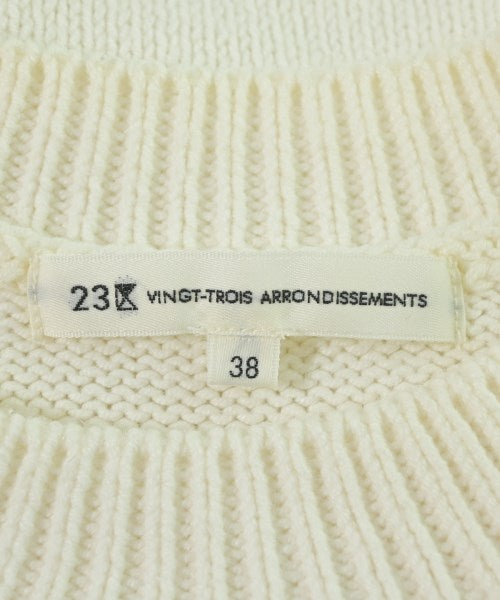 23区 VINGT-TROIS ARRONDISSEMENTS
38